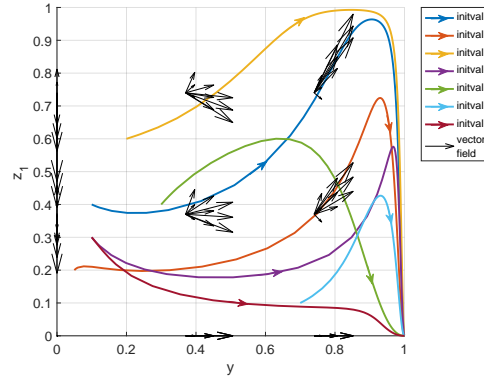 1
0.9
0.8
0.7
0.6
0.5
0.4
0.3
0.2
0.1
0
z1
0 0.2 0.4 0.6 0.8 1
y
initval
initval
initval
initval
initval
initval
initval
vector
field